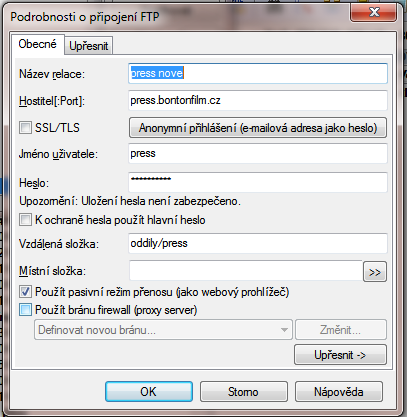 Podrobnosti o připojení FTP
Obecné Upřesnit
Název relace: press nove
Hostitel[:Port]: press.bontonfilm.cz
SSL/TLS Anonymní přihlášení (e-mailová adresa jako heslo)
Jméno uživatele: press
Heslo: **********
Upozornění: Uložení hesla není zabezpečeno.
K ochraně hesla použít hlavní heslo
Vzdálená složka: oddily/press
Místní složka: >>
Použít pasivní režim přenosu (jako webový prohlížeč)
Použít bránu firewall (proxy server)
Definovat novou bránu... Změnit...
Upřesnit ->
OK Storno Nápověda